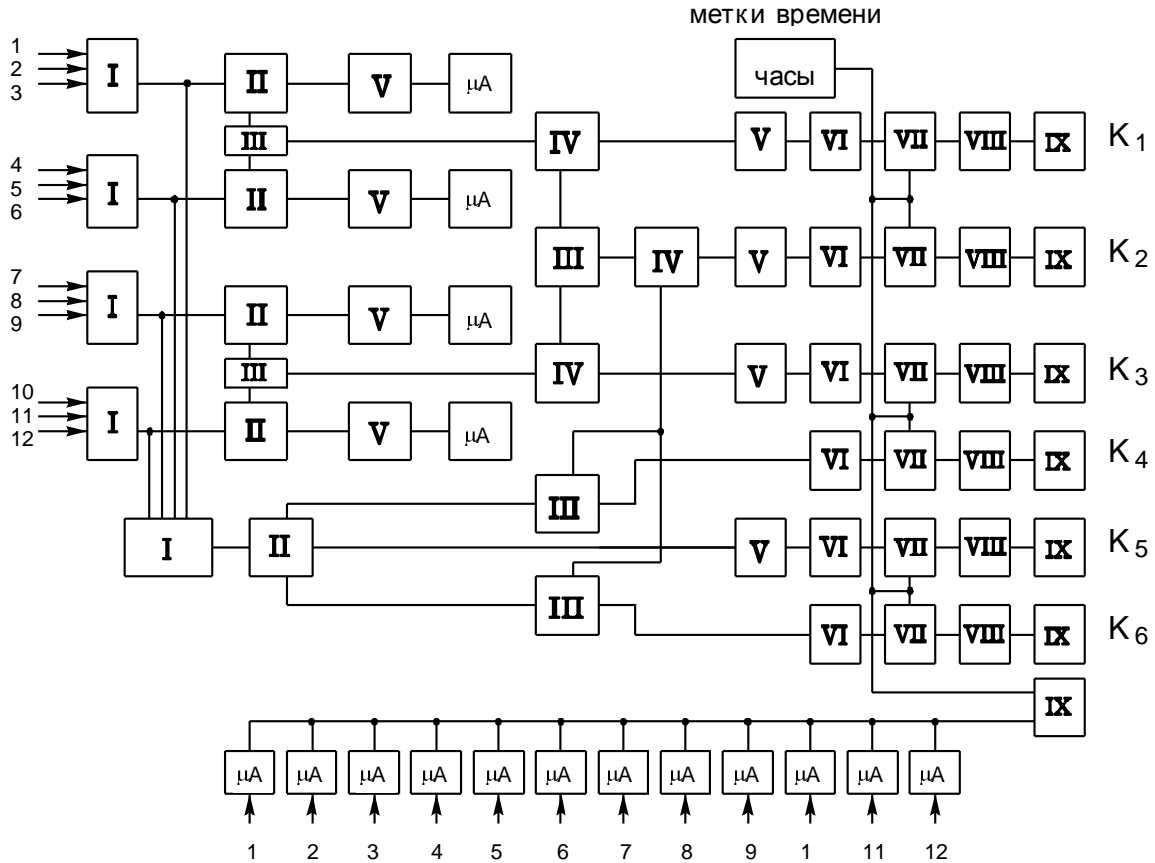 метки времени
1
2
3
I
II
V
μA
часы
III
IV
V
VI
VII
VIII
IX
K1
4
5
6
I
II
V
μA
III
IV
V
VI
VII
VIII
IX
K2
7
8
9
I
II
V
μA
III
IV
V
VI
VII
VIII
IX
K3
10
11
12
I
II
V
μA
VI
VII
VIII
IX
K4
III
I
II
V
VI
VII
VIII
IX
K5
III
VI
VII
VIII
IX
K6
IX
μA μA μA μA μA μA μA μA μA μA μA μA
1 2 3 4 5 6 7 8 9 1 11 12